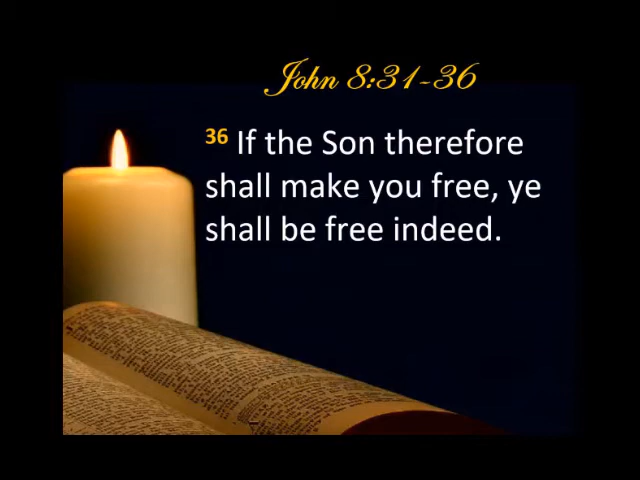 John 8:31-36
36 If the Son therefore
shall make you free, ye
shall be free indeed.